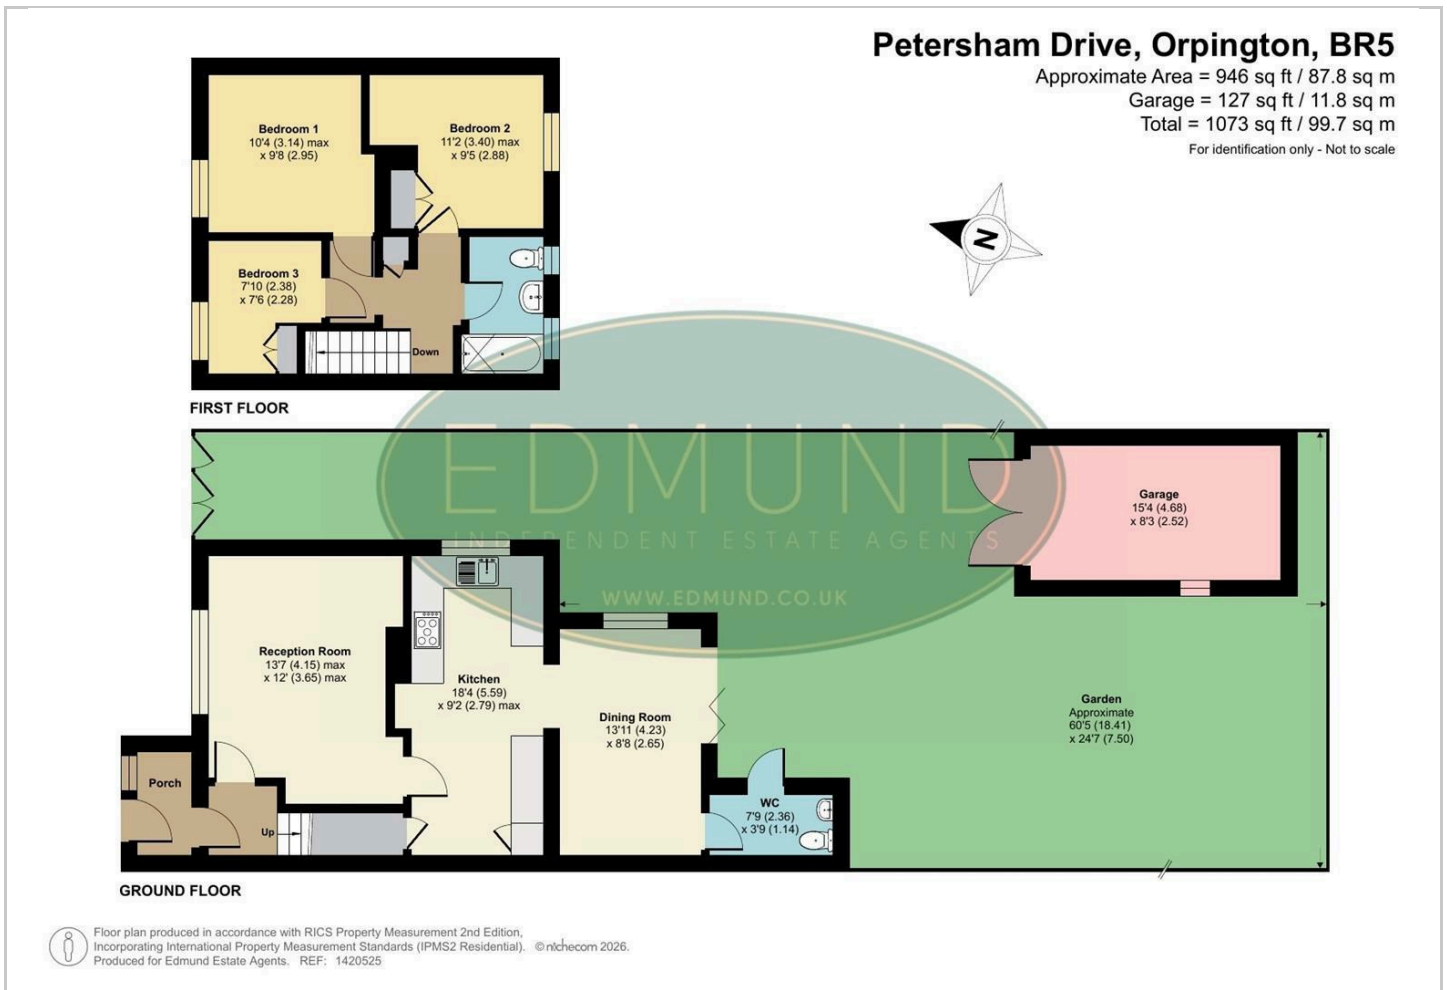 Petersham Drive, Orpington, BR5
Approximate Area = 946 sq ft / 87.8 sq m
Garage = 127 sq ft / 11.8 sq m
Total = 1073 sq ft / 99.7 sq m
For identification only - Not to scale
N
Bedroom 1
10'4 (3.14) max
x 9'8 (2.95)
Bedroom 2
11'2 (3.40) max
x 9'5 (2.88)
Bedroom 3
7'10 (2.38)
x 7'6 (2.28)
Down
FIRST FLOOR
EDMUND
INDEPENDENT ESTATE AGENTS
WWW.EDMUND.CO.UK
Garage
15'4 (4.68)
x 8'3 (2.52)
Reception Room
13'7 (4.15) max
x 12' (3.65) max
Kitchen
18'4 (5.59)
x 9'2 (2.79) max
Dining Room
13'11 (4.23)
x 8'8 (2.65)
Garden
Approximate
60'5 (18.41)
x 24'7 (7.50)
Porch
Up
WC
7'9 (2.36)
x 3'9 (1.14)
GROUND FLOOR
Floor plan produced in accordance with RICS Property Measurement 2nd Edition,
Incorporating International Property Measurement Standards (IPMS2 Residential). © nıchecom 2026.
Produced for Edmund Estate Agents. REF: 1420525